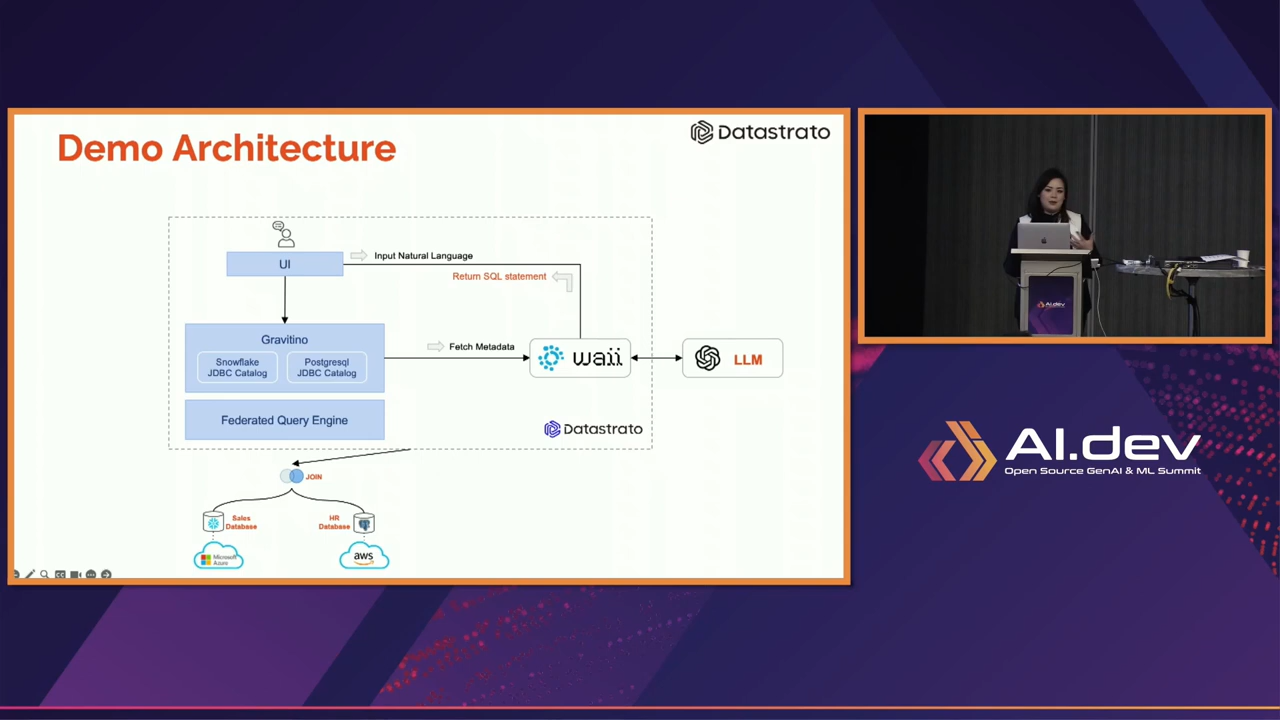 Demo Architecture
Datastrato
UI
Input Natural Language
Return SQL statement
Gravitino
Snowflake
JDBC Catalog
Postgresql
JDBC Catalog
Fetch Metadata
waii
LLM
Federated Query Engine
Datastrato
JOIN
Sales
Database
HR
Database
Microsoft
Azure
aws
AI.dev
AI.dev
Open Source GenAI & ML Summit